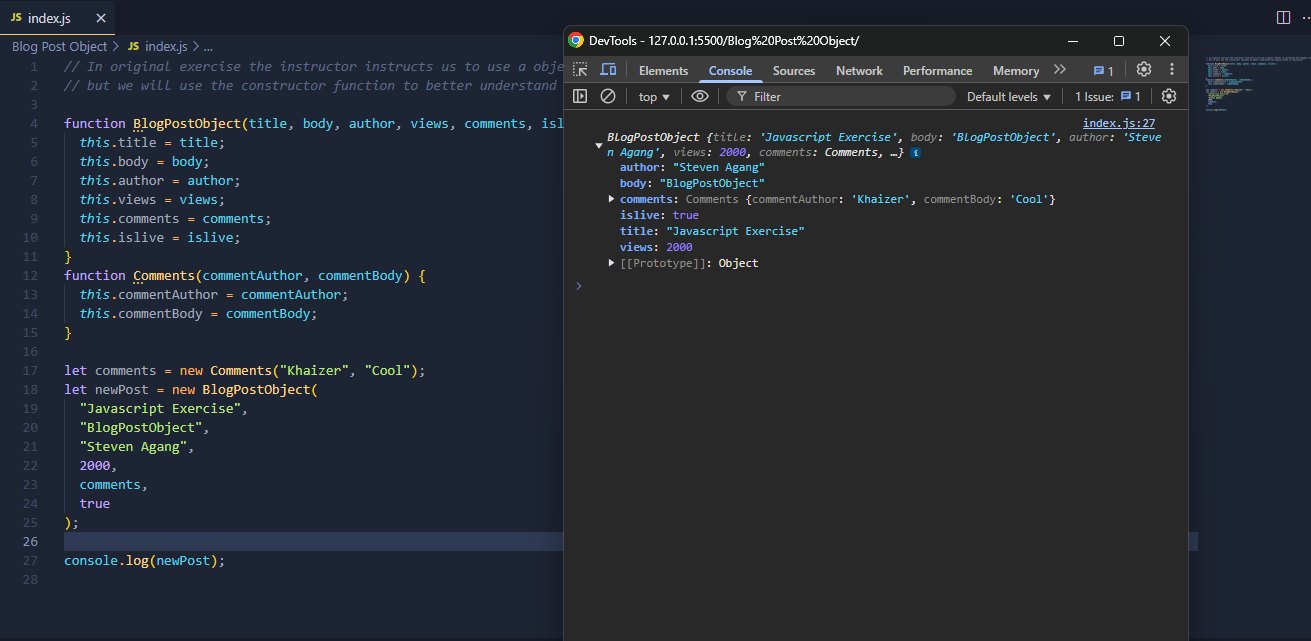 JS index.js ×
Blog Post Object > JS index.js > ...
1 // In original exercise the instructor instructs us to use a obje
2 // but we will use the constructor function to better understand
3
4 function BlogPostObject(title, body, author, views, comments, isl
5 this.title = title;
6 this.body = body;
7 this.author = author;
8 this.views = views;
9 this.comments = comments;
10 this.islive = islive;
11 }
12 function Comments(commentAuthor, commentBody) {
13 this.commentAuthor = commentAuthor;
14 this.commentBody = commentBody;
15 }
16
17 let comments = new Comments("Khaizer", "Cool");
18 let newPost = new BlogPostObject(
19 "Javascript Exercise",
20 "BlogPostObject",
21 "Steven Agang",
22 2000,
23 comments,
24 true
25 );
26
27 console.log(newPost);
28
DevTools - 127.0.0.1:5500/Blog%20Post%20Object/
Elements Console Sources Network Performance Memory 1
top Filter Default levels 1 Issue: 1
index.js:27
BlogPostObject {title: 'Javascript Exercise', body: 'BlogPostObject', author: 'Steve
n Agang', views: 2000, comments: Comments, …}
author: "Steven Agang"
body: "BlogPostObject"
comments: Comments {commentAuthor: 'Khaizer', commentBody: 'Cool'}
islive: true
title: "Javascript Exercise"
views: 2000
[[Prototype]]: Object